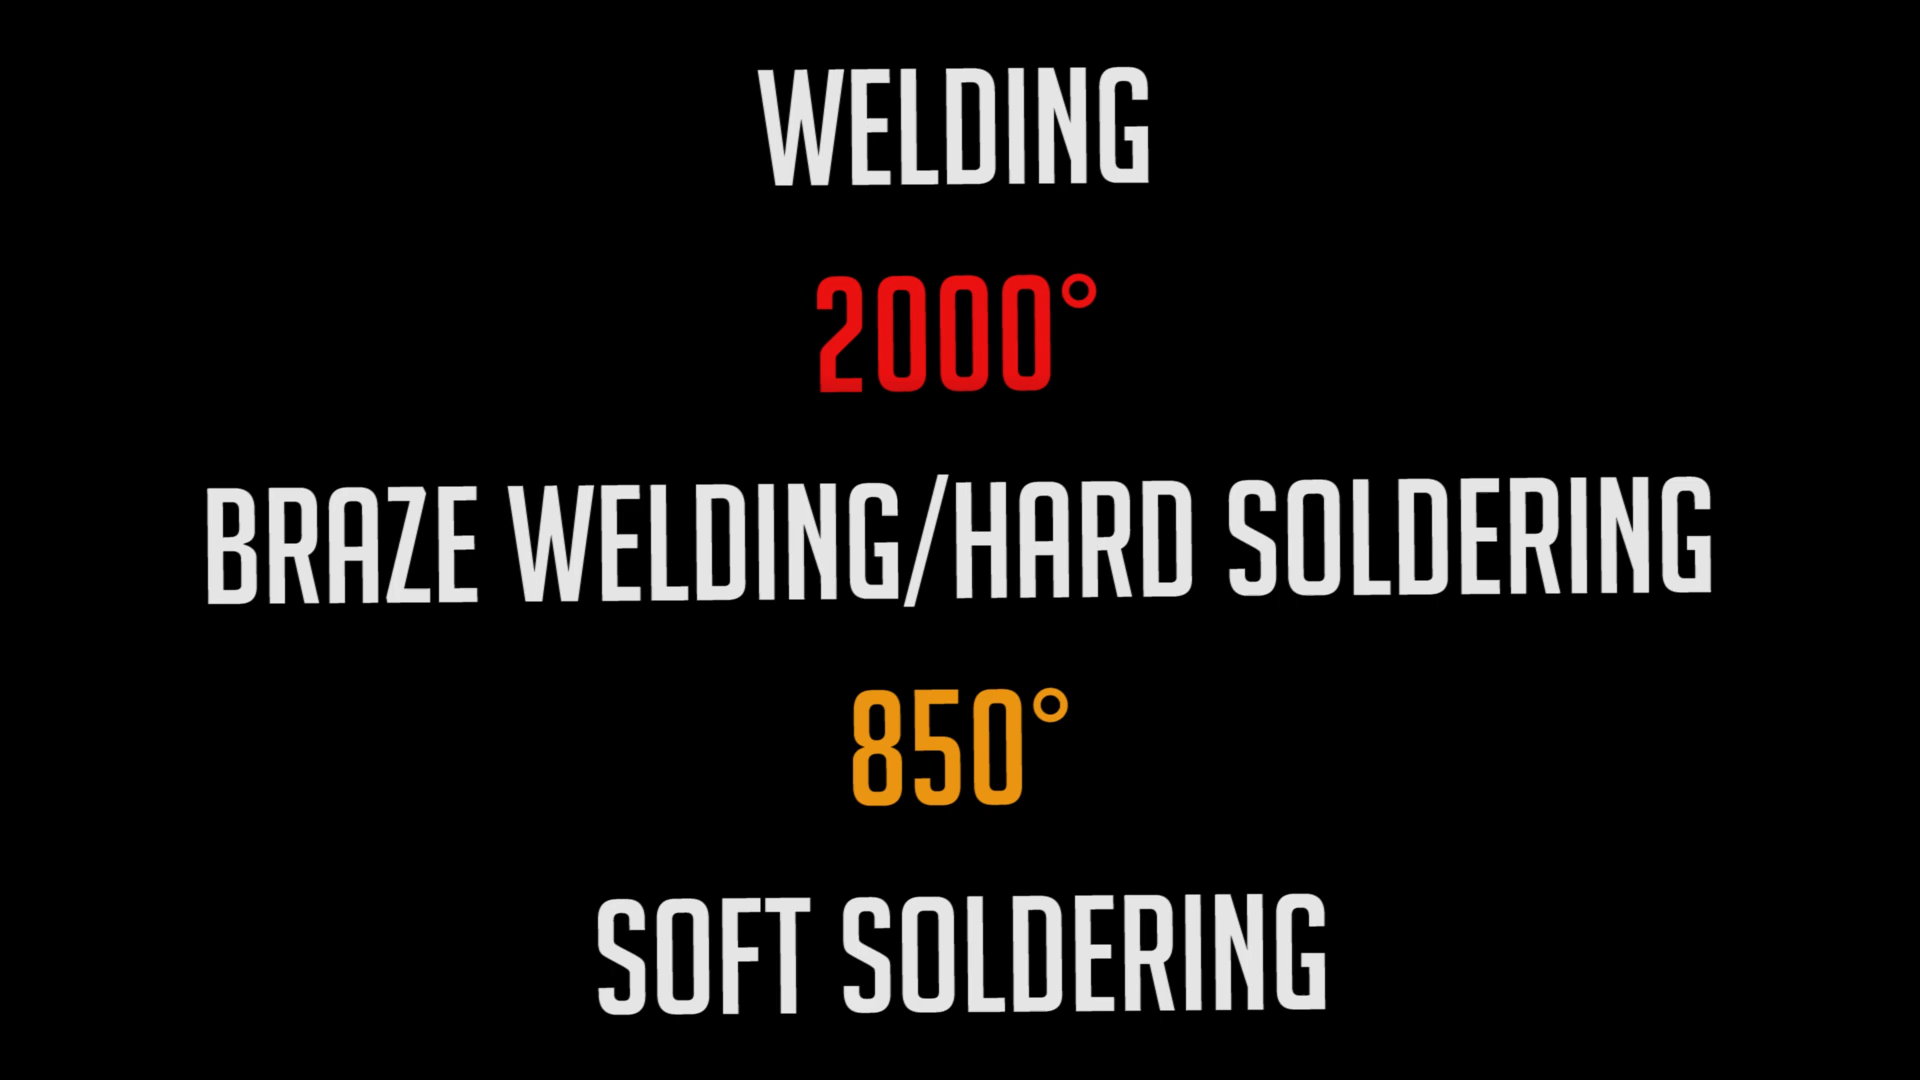 WELDING
2000°
BRAZE WELDING/HARD SOLDERING
850°
SOFT SOLDERING